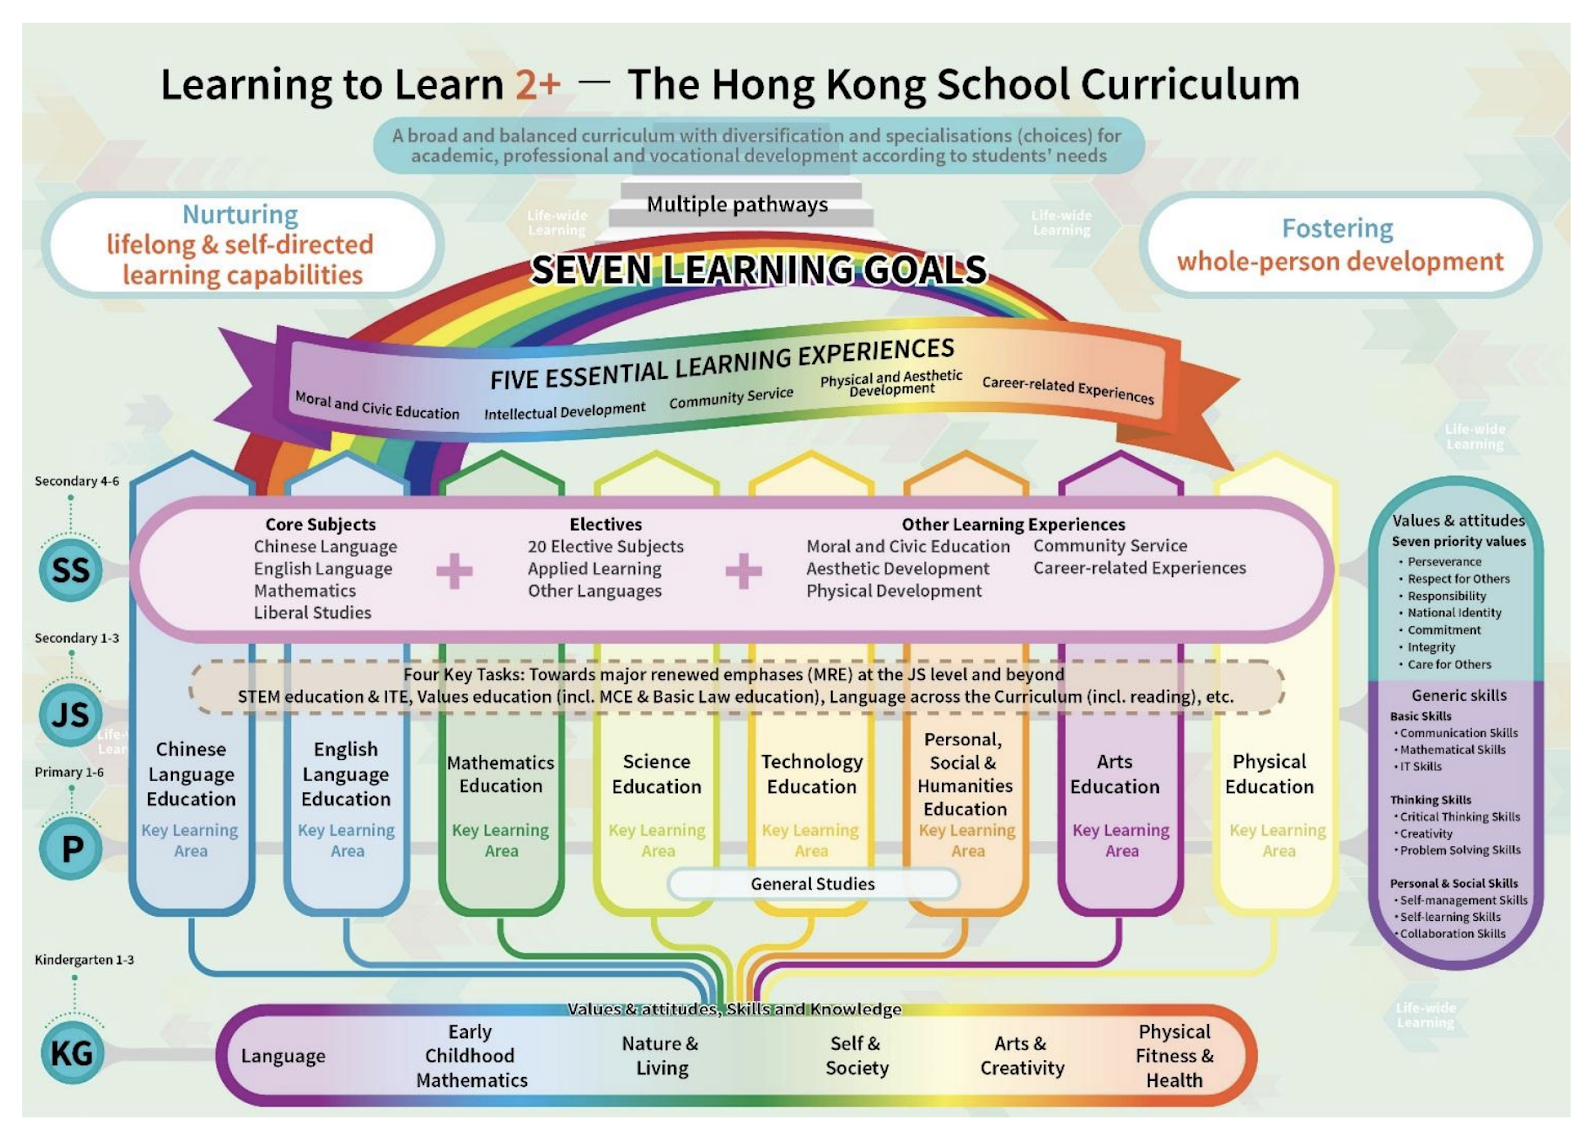 Learning to Learn 2+ — The Hong Kong School Curriculum
A broad and balanced curriculum with diversification and specialisations (choices) for
academic, professional and vocational development according to students' needs
Multiple pathways
Nurturing
lifelong & self-directed
learning capabilities
Life-wide
Learning
Life-wide
Learning
Fostering
whole-person development
SEVEN LEARNING GOALS
FIVE ESSENTIAL LEARNING EXPERIENCES
Moral and Civic Education
Intellectual Development
Community Service
Physical and Aesthetic
Development
Career-related Experiences
Life-wide
Learning
Secondary 4-6
SS
Core Subjects
Chinese Language
English Language
Mathematics
Liberal Studies
+
Electives
20 Elective Subjects
Applied Learning
Other Languages
+
Other Learning Experiences
Moral and Civic Education
Aesthetic Development
Physical Development
Community Service
Career-related Experiences
Secondary 1-3
JS
Four Key Tasks: Towards major renewed emphases (MRE) at the JS level and beyond
STEM education & ITE, Values education (incl. MCE & Basic Law education), Language across the Curriculum (incl. reading), etc.
Primary 1-6
P
Chinese
Language
Education
Key Learning
Area
English
Language
Education
Key Learning
Area
Mathematics
Education
Key Learning
Area
Science
Education
Key Learning
Area
Technology
Education
Key Learning
Area
Personal,
Social &
Humanities
Education
Key Learning
Area
Arts
Education
Key Learning
Area
Physical
Education
Key Learning
Area
General Studies
Values & attitudes
Seven priority values
• Perseverance
• Respect for Others
• Responsibility
• National Identity
• Commitment
• Integrity
• Care for Others
Generic skills
Basic Skills
• Communication Skills
• Mathematical Skills
• IT Skills
Thinking Skills
• Critical Thinking Skills
• Creativity
• Problem Solving Skills
Personal & Social Skills
• Self-management Skills
• Self-learning Skills
• Collaboration Skills
Life-wide
Learning
Kindergarten 1-3
KG
Values & attitudes, Skills and Knowledge
Language
Early
Childhood
Mathematics
Nature &
Living
Self &
Society
Arts &
Creativity
Physical
Fitness &
Health